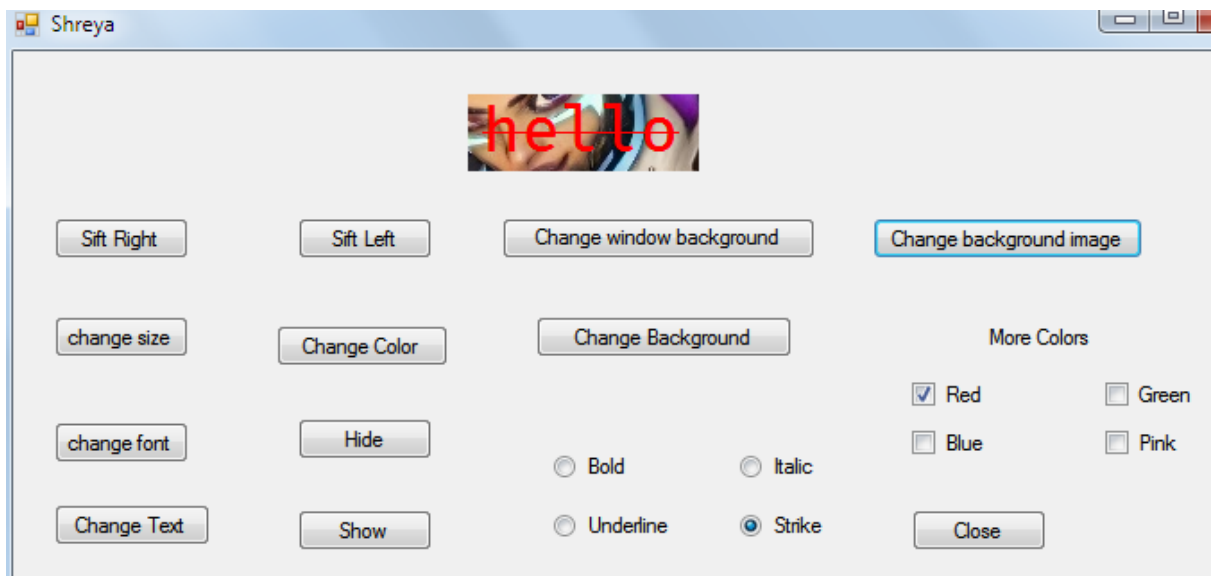 Shreya
hello
Sift Right Sift Left Change window background Change background image
change size Change Color Change Background More Colors
Red Green
change font Hide Blue Pink
Bold Italic
Change Text Show Underline Strike Close